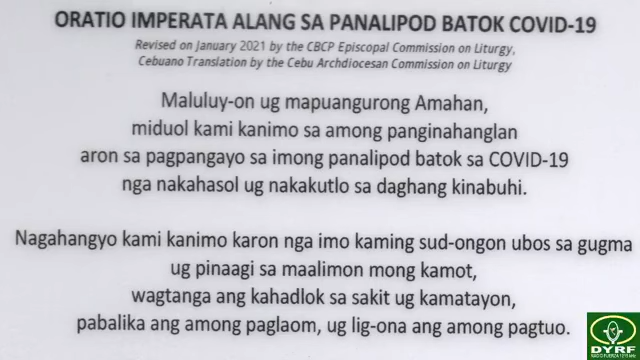 ORATIO IMPERATA ALANG SA PANALIPOD BATOK COVID-19
Revised on January 2021 by the CBCP Episcopal Commission on Liturgy,
Cebuano Translation by the Cebu Archdiocesan Commission on Liturgy
Maluluy-on ug mapuangurong Amahan,
miduol kami kanimo sa among panginahanglan
aron sa pagpangayo sa imong panalipod batok sa COVID-19
nga nakahasol ug nakakutlo sa daghang kinabuhi.
Nagahangyo kami kanimo karon nga imo kaming sud-ongon ubos sa gugma
ug pinaagi sa maalimon mong kamot,
wagtanga ang kahadlok sa sakit ug kamatayon,
pabalika ang among paglaom, ug lig-ona ang among pagtuo.
DYRF